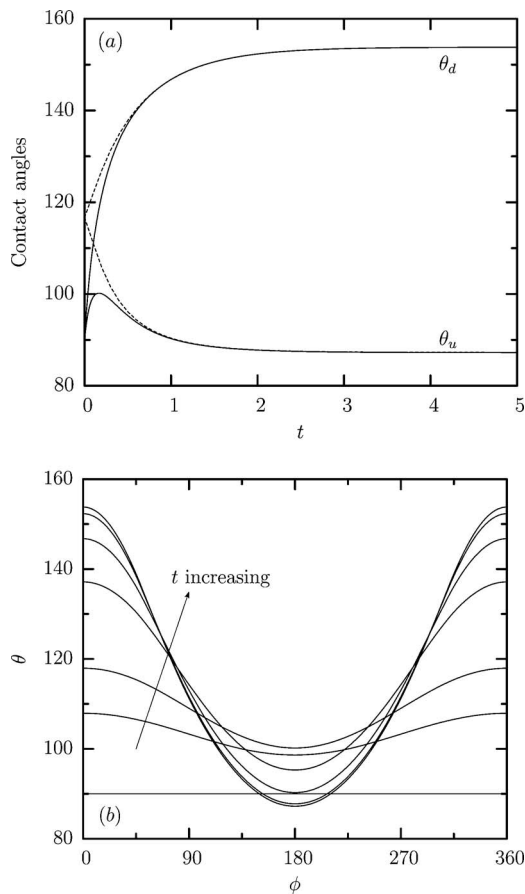 (a)
160
140
120
100
80
Contact angles
θd
θu
0 1 2 3 4 5
t
160
140
120
100
80
θ
t increasing
(b)
0 90 180 270 360
ϕ